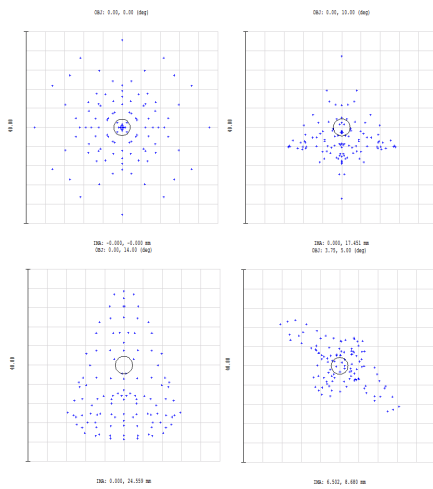 OBJ: 0.00, 0.00 (deg)
OBJ: 0.00, 10.00 (deg)
40.00
40.00
IMA: -0.000, -0.000 mm
IMA: 0.000, 17.451 mm
OBJ: 0.00, 14.00 (deg)
OBJ: 3.75, 5.00 (deg)
40.00
40.00
IMA: 0.000, 24.550 mm
IMA: 6.502, 8.680 mm